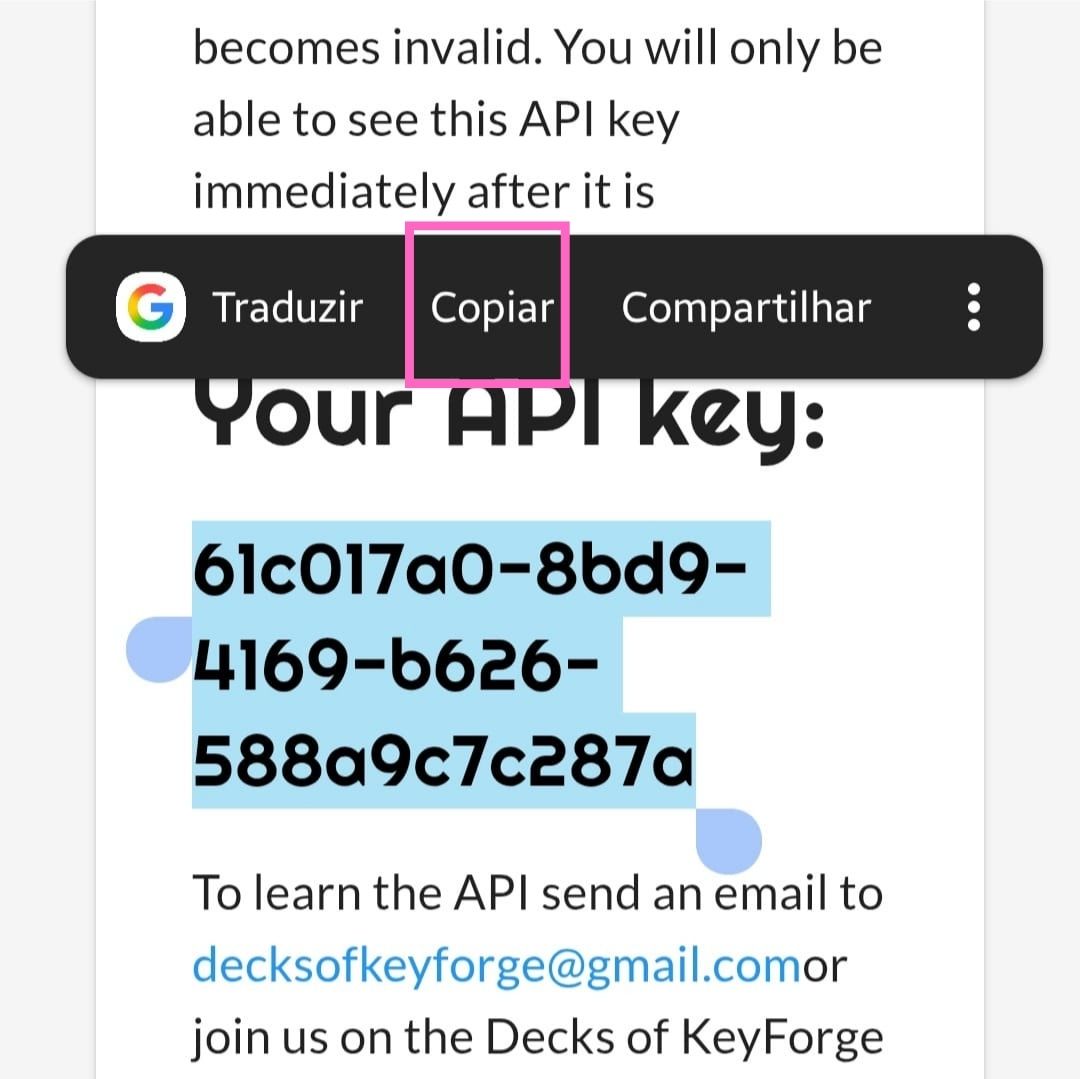 becomes invalid. You will only be
able to see this API key
immediately after it is
Traduzir Copiar Compartilhar
Your API key:
61c017a0-8bd9-
4169-b626-
588a9c7c287a
To learn the API send an email to
decksofkeyforge@gmail.comor
join us on the Decks of KeyForge